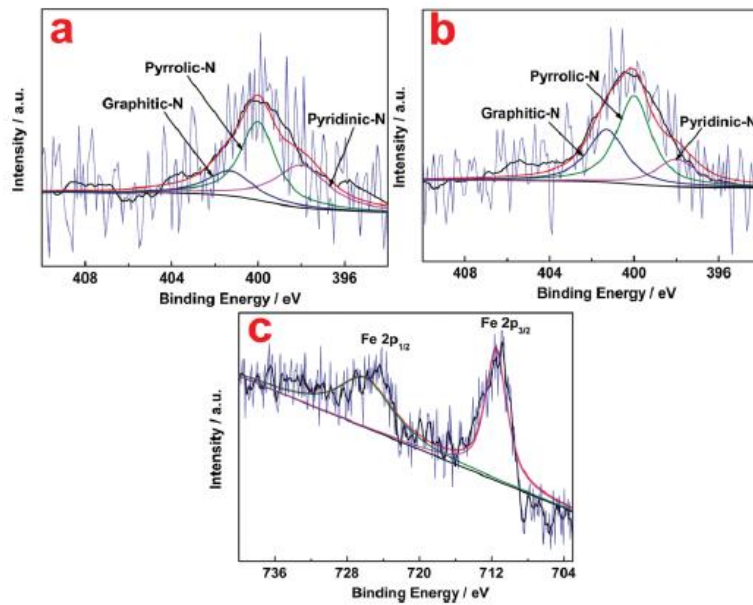 a
Pyrrolic-N
Graphitic-N
Pyridinic-N
Intensity / a.u.
408 404 400 396
Binding Energy / eV
b
Pyrrolic-N
Graphitic-N
Pyridinic-N
Intensity / a.u.
408 404 400 396
Binding Energy / eV
c
Fe 2p1/2
Fe 2p3/2
Intensity / a.u.
736 728 720 712 704
Binding Energy / eV